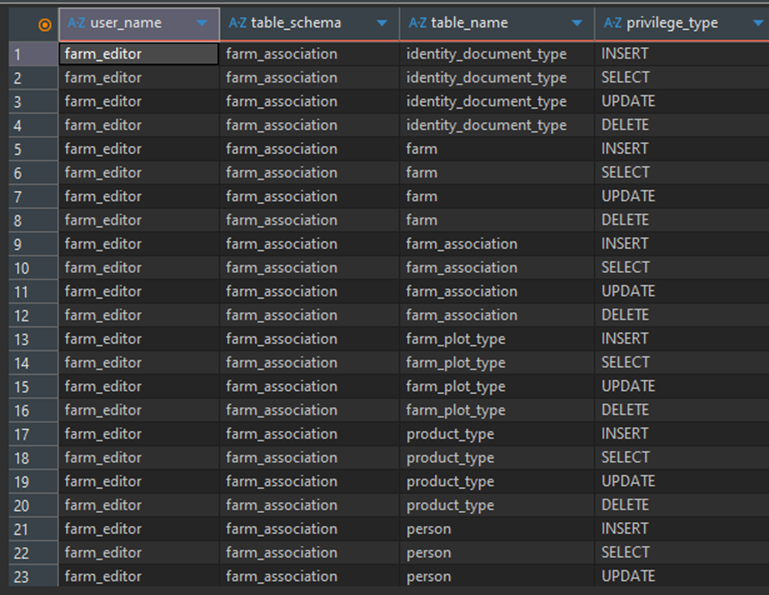 A-Z user_name A-Z table_schema A-Z table_name A-Z privilege_type
1 farm_editor farm_association identity_document_type INSERT
2 farm_editor farm_association identity_document_type SELECT
3 farm_editor farm_association identity_document_type UPDATE
4 farm_editor farm_association identity_document_type DELETE
5 farm_editor farm_association farm INSERT
6 farm_editor farm_association farm SELECT
7 farm_editor farm_association farm UPDATE
8 farm_editor farm_association farm DELETE
9 farm_editor farm_association farm_association INSERT
10 farm_editor farm_association farm_association SELECT
11 farm_editor farm_association farm_association UPDATE
12 farm_editor farm_association farm_association DELETE
13 farm_editor farm_association farm_plot_type INSERT
14 farm_editor farm_association farm_plot_type SELECT
15 farm_editor farm_association farm_plot_type UPDATE
16 farm_editor farm_association farm_plot_type DELETE
17 farm_editor farm_association product_type INSERT
18 farm_editor farm_association product_type SELECT
19 farm_editor farm_association product_type UPDATE
20 farm_editor farm_association product_type DELETE
21 farm_editor farm_association person INSERT
22 farm_editor farm_association person SELECT
23 farm_editor farm_association person UPDATE